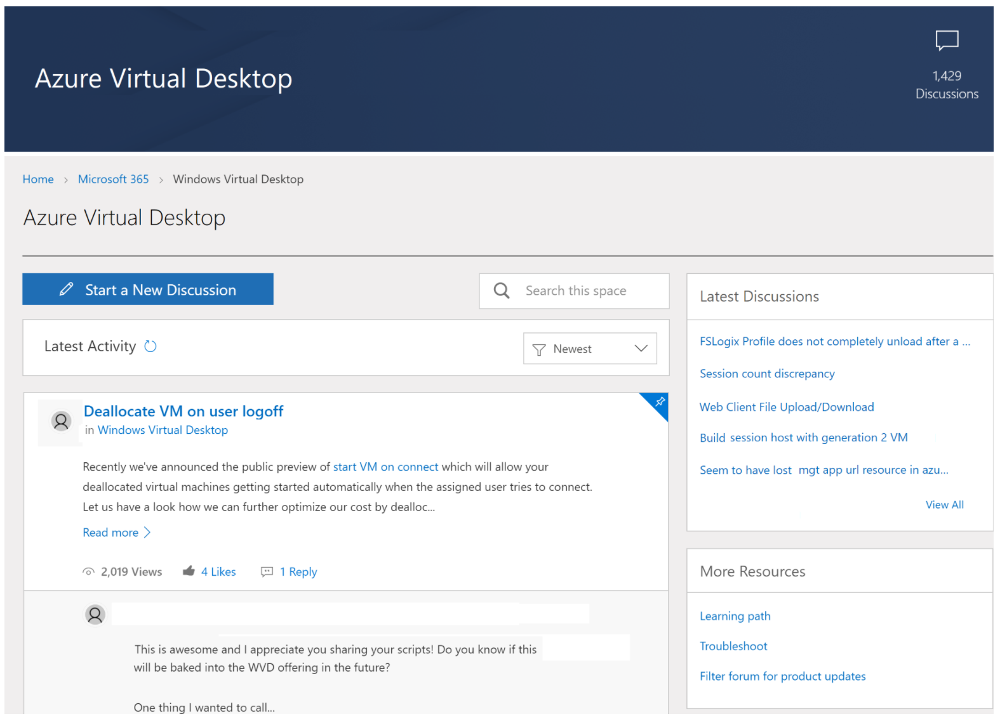 Azure Virtual Desktop
1,429
Discussions
Home > Microsoft 365 > Windows Virtual Desktop
Azure Virtual Desktop
Start a New Discussion
Search this space
Latest Activity
Newest
Deallocate VM on user logoff
in Windows Virtual Desktop
Recently we've announced the public preview of start VM on connect which will allow your
deallocated virtual machines getting started automatically when the assigned user tries to connect.
Let us have a look how we can further optimize our cost by dealloc...
Read more >
2,019 Views 4 Likes 1 Reply
This is awesome and I appreciate you sharing your scripts! Do you know if this
will be baked into the WVD offering in the future?
One thing I wanted to call...
Latest Discussions
FSLogix Profile does not completely unload after a ...
Session count discrepancy
Web Client File Upload/Download
Build session host with generation 2 VM
Seem to have lost mgt app url resource in azu...
View All
More Resources
Learning path
Troubleshoot
Filter forum for product updates